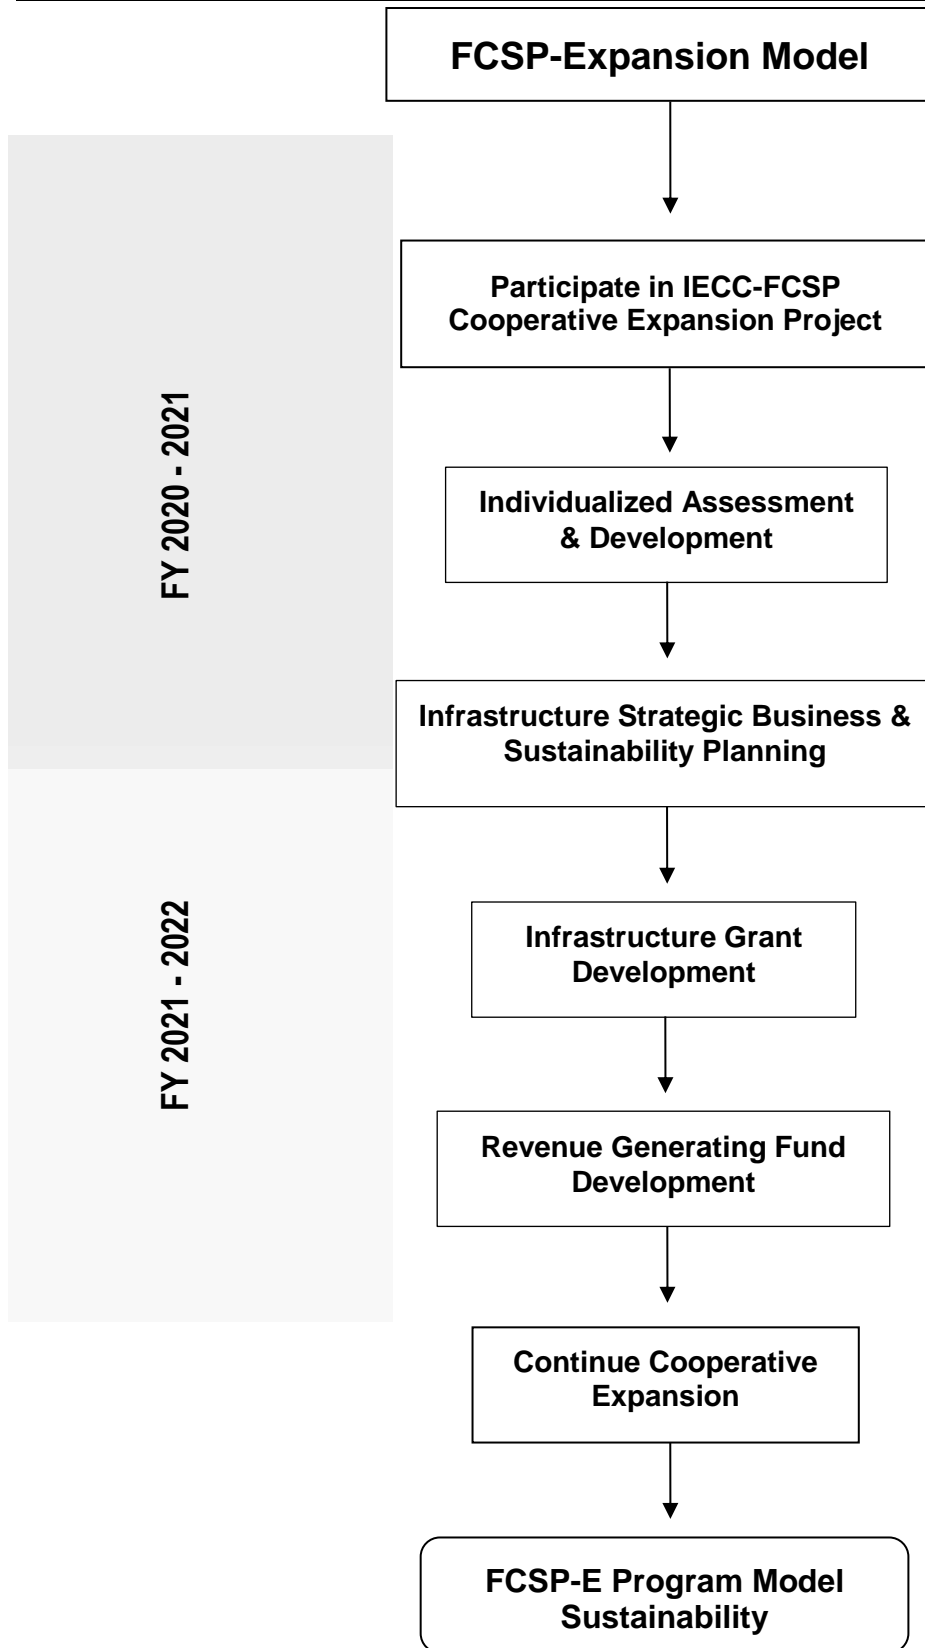 FCSP-Expansion Model
Participate in IECC-FCSP
Cooperative Expansion Project
FY 2020 - 2021
Individualized Assessment
& Development
Infrastructure Strategic Business &
Sustainability Planning
FY 2021 - 2022
Infrastructure Grant
Development
Revenue Generating Fund
Development
Continue Cooperative
Expansion
FCSP-E Program Model
Sustainability